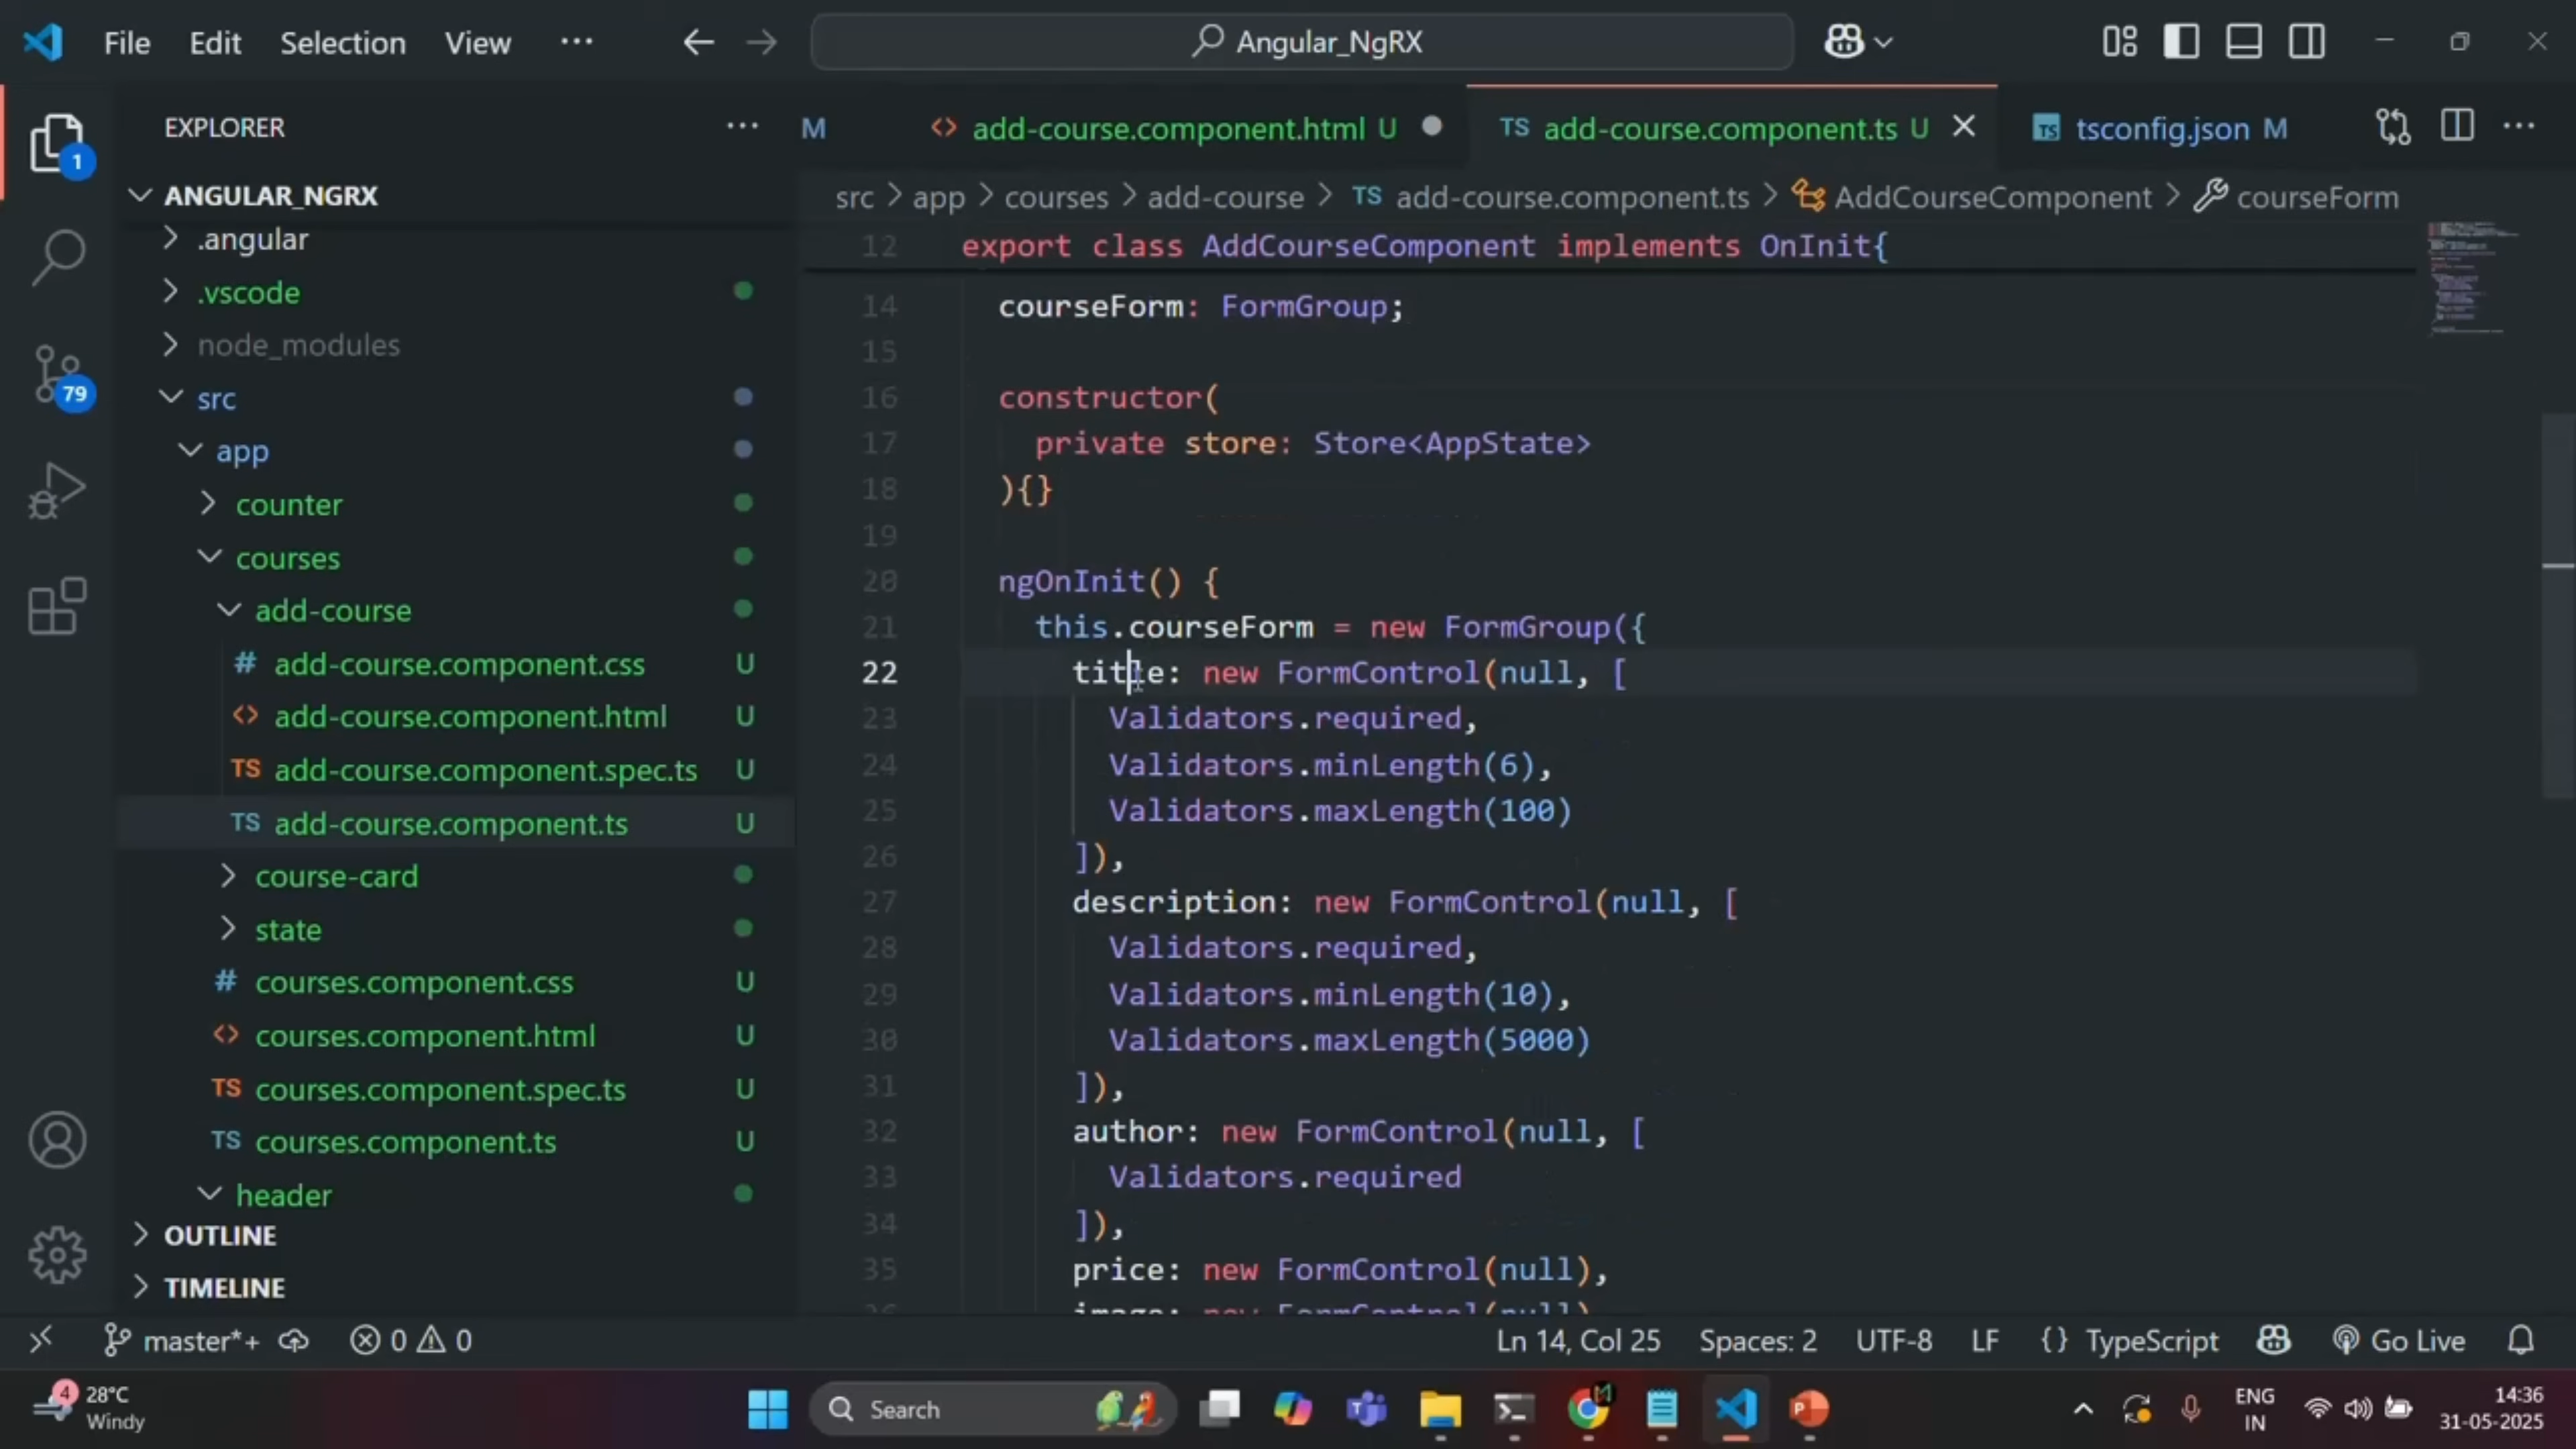 File Edit Selection View ··· Angular_NgRX
EXPLORER ···
M
add-course.component.html U
TS add-course.component.ts U
TS tsconfig.json M
1
ANGULAR_NGRX
src > app > courses > add-course > TS add-course.component.ts > AddCourseComponent > courseForm
.angular
.vscode
node_modules
79
src
app
counter
courses
add-course
# add-course.component.css U
<> add-course.component.html U
TS add-course.component.spec.ts U
TS add-course.component.ts U
course-card
state
# courses.component.css U
<> courses.component.html U
TS courses.component.spec.ts U
TS courses.component.ts U
header
OUTLINE
TIMELINE
12 export class AddCourseComponent implements OnInit{
14 courseForm: FormGroup;
15
16 constructor(
17 private store: Store<AppState>
18 ){}
19
20 ngOnInit() {
21 this.courseForm = new FormGroup({
22 title: new FormControl(null, [
23 Validators.required,
24 Validators.minLength(6),
25 Validators.maxLength(100)
26 ]),
27 description: new FormControl(null, [
28 Validators.required,
29 Validators.minLength(10),
30 Validators.maxLength(5000)
31 ]),
32 author: new FormControl(null, [
33 Validators.required
34 ]),
35 price: new FormControl(null),
image: new FormControl(null)
master*+ 0 0 Ln 14, Col 25 Spaces: 2 UTF-8 LF {} TypeScript Go Live
4 28°C
Windy
Search
ENG
IN
14:36
31-05-2025